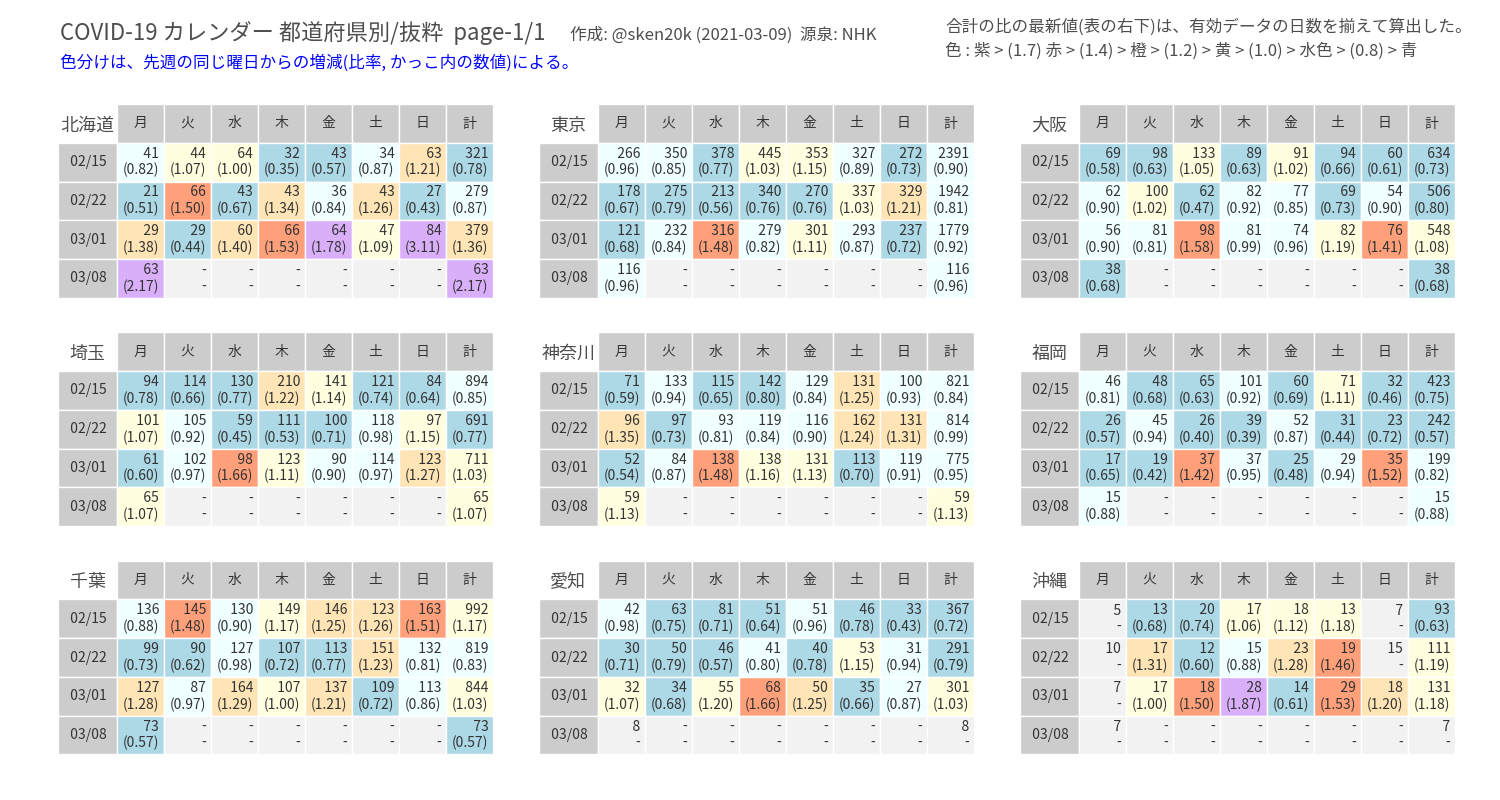 COVID-19 カレンダー 都道府県別/抜粋 page-1/1 作成: @sken20k (2021-03-09) 源泉: NHK
色分けは、先週の同じ曜日からの増減(比率, かっこ内の数値)による。
合計の比の最新値(表の右下)は、有効データの日数を揃えて算出した。
色 : 紫 > (1.7) 赤 > (1.4) 橙 > (1.2) 黄 > (1.0) > 水色 > (0.8) > 青
北海道 月 火 水 木 金 土 日 計
02/15 41 44 64 32 43 34 63 321
(0.82) (1.07) (1.00) (0.35) (0.57) (0.87) (1.21) (0.78)
02/22 21 66 43 43 36 43 27 279
(0.51) (1.50) (0.67) (1.34) (0.84) (1.26) (0.43) (0.87)
03/01 29 29 60 66 64 47 84 379
(1.38) (0.44) (1.40) (1.53) (1.78) (1.09) (3.11) (1.36)
03/08 63 - - - - - - 63
(2.17) - - - - - - (2.17)
東京 月 火 水 木 金 土 日 計
02/15 266 350 378 445 353 327 272 2391
(0.96) (0.85) (0.77) (1.03) (1.15) (0.89) (0.73) (0.90)
02/22 178 275 213 340 270 337 329 1942
(0.67) (0.79) (0.56) (0.76) (0.76) (1.03) (1.21) (0.81)
03/01 121 232 316 279 301 293 237 1779
(0.68) (0.84) (1.48) (0.82) (1.11) (0.87) (0.72) (0.92)
03/08 116 - - - - - - 116
(0.96) - - - - - - (0.96)
大阪 月 火 水 木 金 土 日 計
02/15 69 98 133 89 91 94 60 634
(0.58) (0.63) (1.05) (0.63) (1.02) (0.66) (0.61) (0.73)
02/22 62 100 62 82 77 69 54 506
(0.90) (1.02) (0.47) (0.92) (0.85) (0.73) (0.90) (0.80)
03/01 56 81 98 81 74 82 76 548
(0.90) (0.81) (1.58) (0.99) (0.96) (1.19) (1.41) (1.08)
03/08 38 - - - - - - 38
(0.68) - - - - - - (0.68)
埼玉 月 火 水 木 金 土 日 計
02/15 94 114 130 210 141 121 84 894
(0.78) (0.66) (0.77) (1.22) (1.14) (0.74) (0.64) (0.85)
02/22 101 105 59 111 100 118 97 691
(1.07) (0.92) (0.45) (0.53) (0.71) (0.98) (1.15) (0.77)
03/01 61 102 98 123 90 114 123 711
(0.60) (0.97) (1.66) (1.11) (0.90) (0.97) (1.27) (1.03)
03/08 65 - - - - - - 65
(1.07) - - - - - - (1.07)
神奈川 月 火 水 木 金 土 日 計
02/15 71 133 115 142 129 131 100 821
(0.59) (0.94) (0.65) (0.80) (0.84) (1.25) (0.93) (0.84)
02/22 96 97 93 119 116 162 131 814
(1.35) (0.73) (0.81) (0.84) (0.90) (1.24) (1.31) (0.99)
03/01 52 84 138 138 131 113 119 775
(0.54) (0.87) (1.48) (1.16) (1.13) (0.70) (0.91) (0.95)
03/08 59 - - - - - - 59
(1.13) - - - - - - (1.13)
福岡 月 火 水 木 金 土 日 計
02/15 46 48 65 101 60 71 32 423
(0.81) (0.68) (0.63) (0.92) (0.69) (1.11) (0.46) (0.75)
02/22 26 45 26 39 52 31 23 242
(0.57) (0.94) (0.40) (0.39) (0.87) (0.44) (0.72) (0.57)
03/01 17 19 37 37 25 29 35 199
(0.65) (0.42) (1.42) (0.95) (0.48) (0.94) (1.52) (0.82)
03/08 15 - - - - - - 15
(0.88) - - - - - - (0.88)
千葉 月 火 水 木 金 土 日 計
02/15 136 145 130 149 146 123 163 992
(0.88) (1.48) (0.90) (1.17) (1.25) (1.26) (1.51) (1.17)
02/22 99 90 127 107 113 151 132 819
(0.73) (0.62) (0.98) (0.72) (0.77) (1.23) (0.81) (0.83)
03/01 127 87 164 107 137 109 113 844
(1.28) (0.97) (1.29) (1.00) (1.21) (0.72) (0.86) (1.03)
03/08 73 - - - - - - 73
(0.57) - - - - - - (0.57)
愛知 月 火 水 木 金 土 日 計
02/15 42 63 81 51 51 46 33 367
(0.98) (0.75) (0.71) (0.64) (0.96) (0.78) (0.43) (0.72)
02/22 30 50 46 41 40 53 31 291
(0.71) (0.79) (0.57) (0.80) (0.78) (1.15) (0.94) (0.79)
03/01 32 34 55 68 50 35 27 301
(1.07) (0.68) (1.20) (1.66) (1.25) (0.66) (0.87) (1.03)
03/08 8 - - - - - - 8
- - - - - - - -
沖縄 月 火 水 木 金 土 日 計
02/15 5 13 20 17 18 13 7 93
- (0.68) (0.74) (1.06) (1.12) (1.18) - (0.63)
02/22 10 17 12 15 23 19 15 111
- (1.31) (0.60) (0.88) (1.28) (1.46) - (1.19)
03/01 7 17 18 28 14 29 18 131
- (1.00) (1.50) (1.87) (0.61) (1.53) (1.20) (1.18)
03/08 7 - - - - - - 7
- - - - - - - -